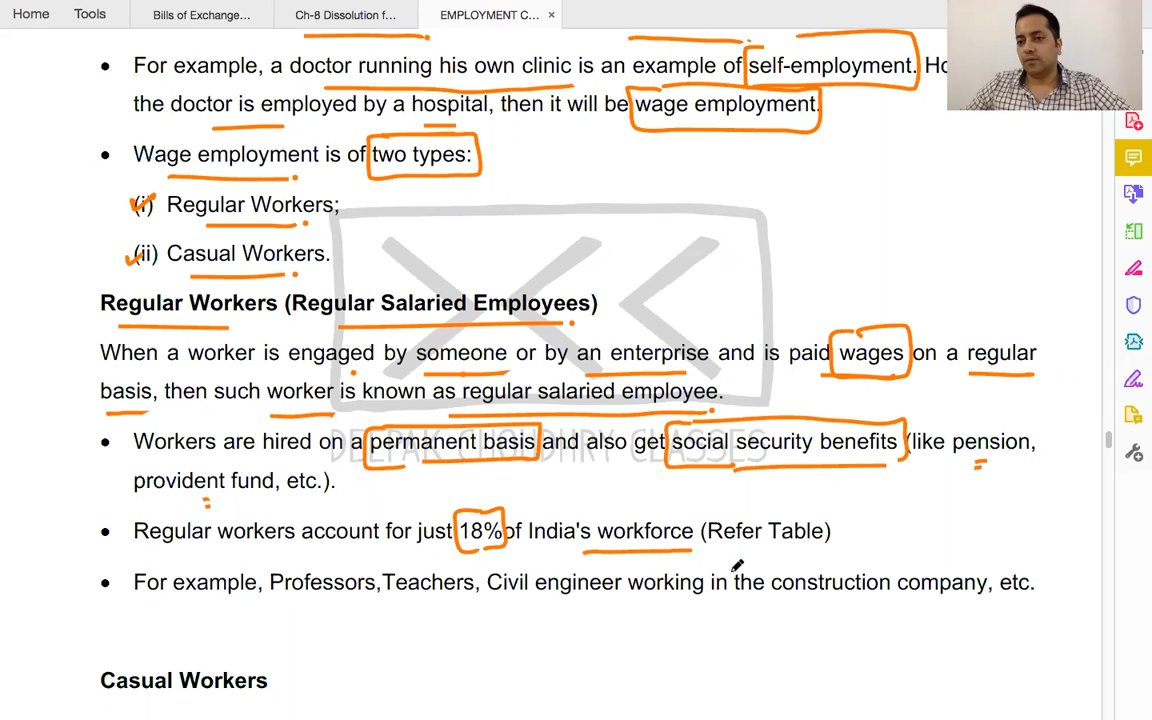 Home Tools Bills of Exchange... Ch-8 Dissolution f... EMPLOYMENT C... ×
• For example, a doctor running his own clinic is an example of self-employment. Ho
the doctor is employed by a hospital, then it will be wage employment.
• Wage employment is of two types:
(i) Regular Workers;
(ii) Casual Workers.
Regular Workers (Regular Salaried Employees)
When a worker is engaged by someone or by an enterprise and is paid wages on a regular
basis, then such worker is known as regular salaried employee.
• Workers are hired on a permanent basis and also get social security benefits (like pension,
DEEPAK CHOUDHRY CLASSES
provident fund, etc.).
• Regular workers account for just 18% of India's workforce (Refer Table)
• For example, Professors,Teachers, Civil engineer working in the construction company, etc.
Casual Workers